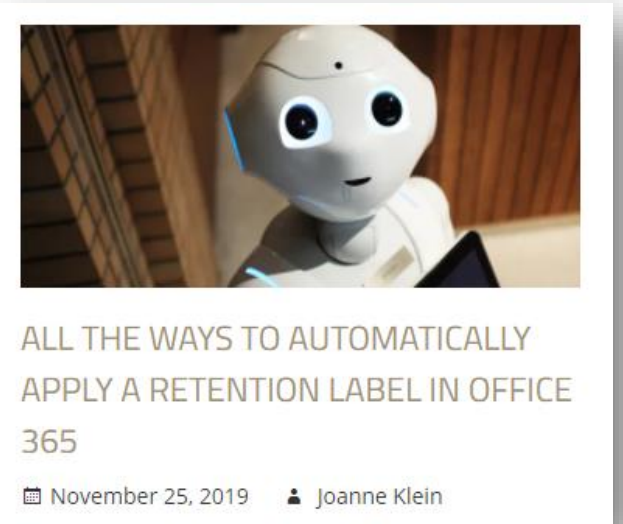 ALL THE WAYS TO AUTOMATICALLY
APPLY A RETENTION LABEL IN OFFICE
365
November 25, 2019 Joanne Klein